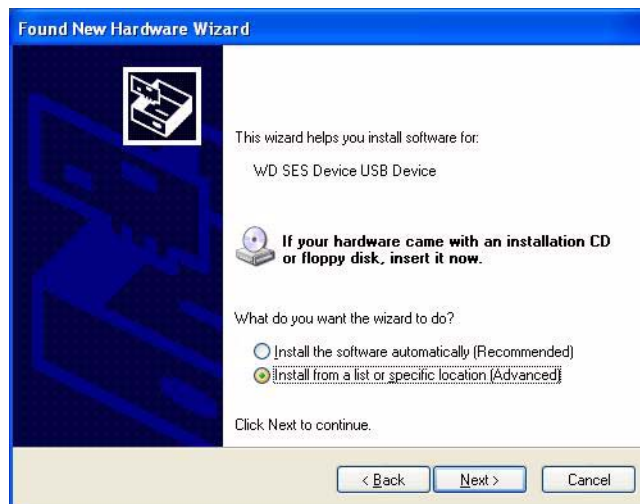 Found New Hardware Wizard
This wizard helps you install software for:
WD SES Device USB Device
If your hardware came with an installation CD
or floppy disk, insert it now.
What do you want the wizard to do?
Install the software automatically (Recommended)
Install from a list or specific location (Advanced)
Click Next to continue.
< Back Next > Cancel